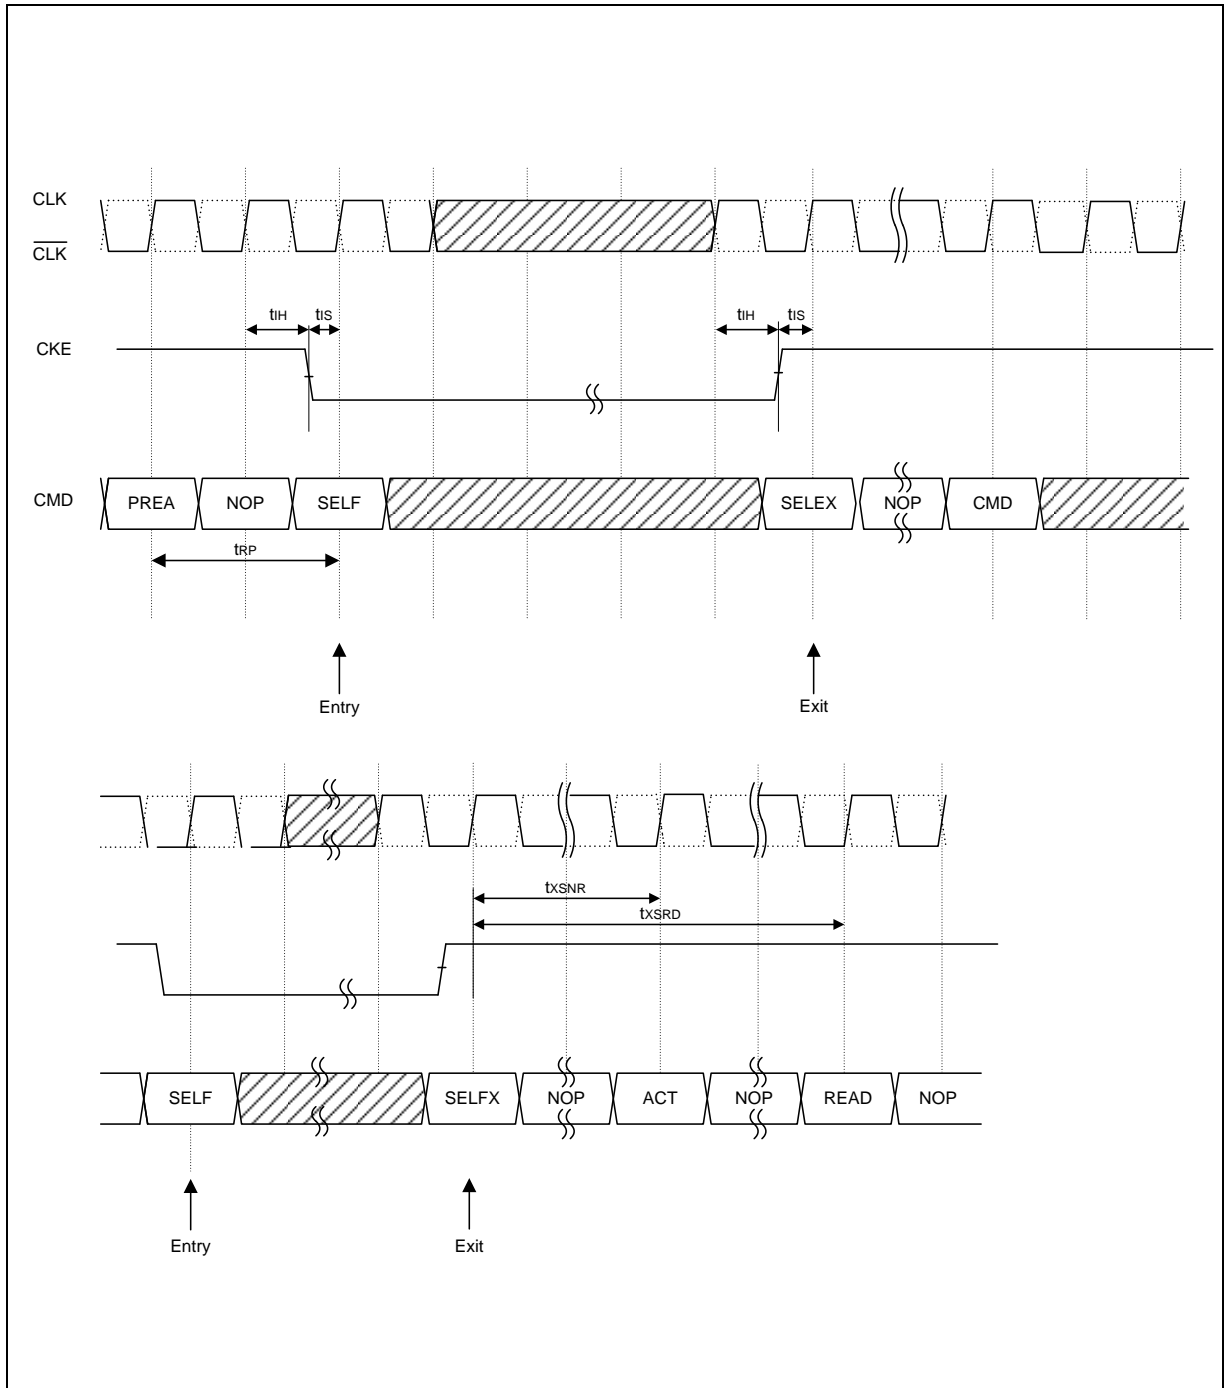 CLK
CLK
tIH tIS tIH tIS
CKE
CMD PREA NOP SELF SELEX NOP CMD
tRP
Entry Exit
tXSNR
tXSRD
SELF SELFX NOP ACT NOP READ NOP
Entry Exit